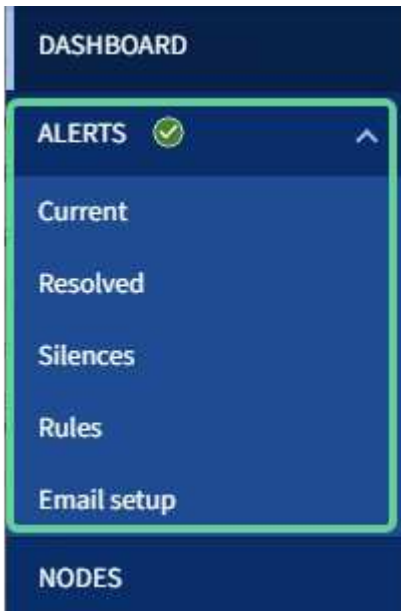 DASHBOARD
ALERTS
Current
Resolved
Silences
Rules
Email setup
NODES